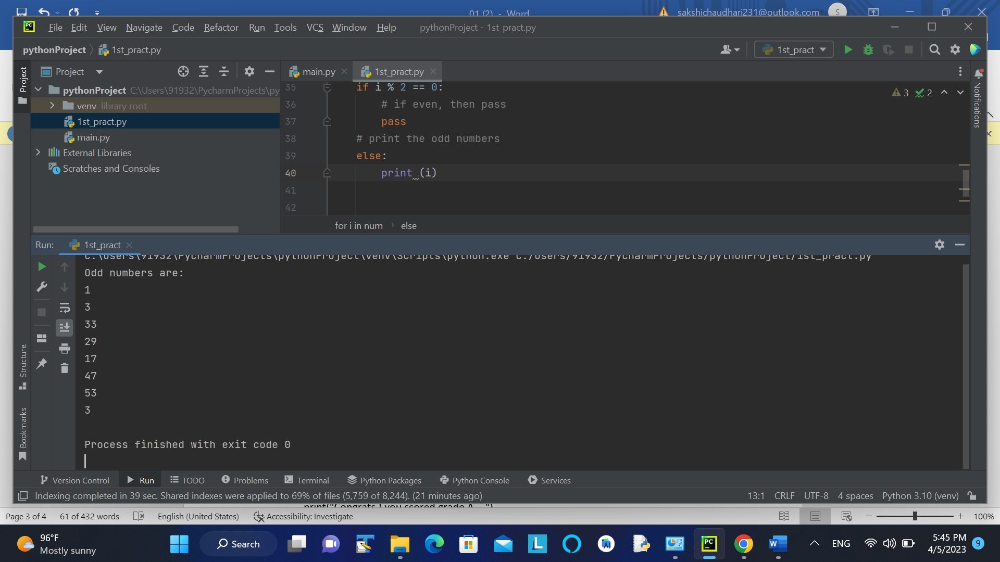 01 (2) - Word
sakshichaudhari231@outlook.com
S
PC
File Edit View Navigate Code Refactor Run Tools VCS Window Help pythonProject - 1st_pract.py
pythonProject 1st_pract.py
1st_pract
Project
Project
main.py
1st_pract.py
pythonProject C:\Users\91932\PycharmProjects\py
venv library root
1st_pract.py
main.py
External Libraries
Scratches and Consoles
35 if i % 2 == 0:
36 # if even, then pass
37 pass
38 # print the odd numbers
39 else:
40 print (i)
41
42
3 2
Notifications
for i in num else
Run: 1st_pract
C:\Users\91932\PycharmProjects\pythonProject\venv\Scripts\python.exe C:/Users/91932/PycharmProjects/pythonProject/1st_pract.py
Odd numbers are:
1
3
33
29
17
47
53
3
Process finished with exit code 0
Structure
Bookmarks
Version Control Run TODO Problems Terminal Python Packages Python Console Services
Indexing completed in 39 sec. Shared indexes were applied to 69% of files (5,759 of 8,244). (21 minutes ago)
13:1 CRLF UTF-8 4 spaces Python 3.10 (venv)
print("Congrats ! you scored grade A
Page 3 of 4 61 of 432 words English (United States) Accessibility: Investigate
100%
96°F
Mostly sunny
Search
L
PC
W
ENG
5:45 PM
4/5/2023
9